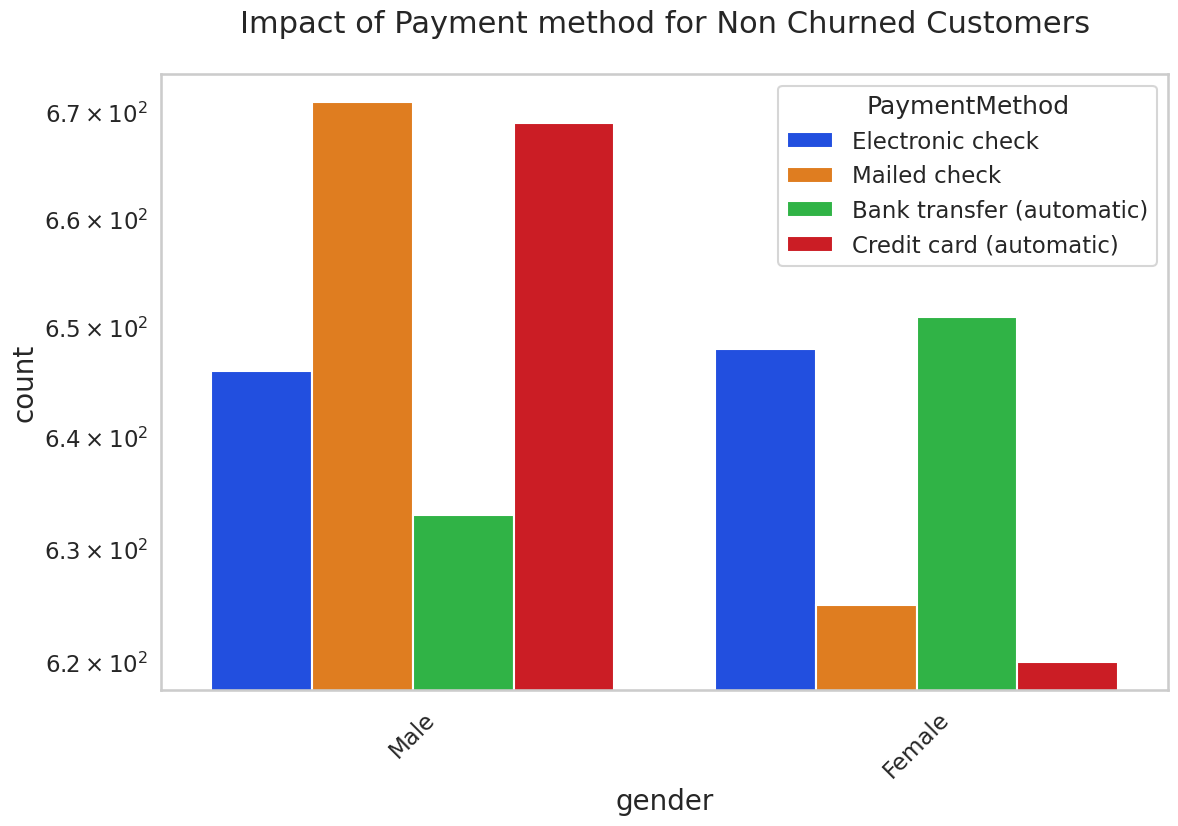 Impact of Payment method for Non Churned Customers
6.7 × 10²
6.6 × 10²
6.5 × 10²
6.4 × 10²
6.3 × 10²
6.2 × 10²
count
PaymentMethod
Electronic check
Mailed check
Bank transfer (automatic)
Credit card (automatic)
Male
Female
gender